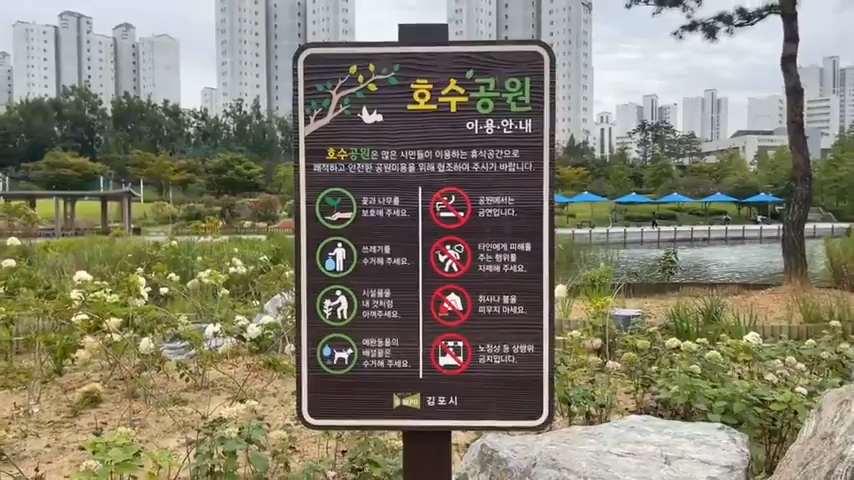 호수공원
이·용·안·내
호수공원은 많은 시민들이 이용하는 휴식공간으로
쾌적하고 안전한 공원이용을 위해 협조하여 주시기 바랍니다.
꽃과 나무를
보호해 주세요.
쓰레기를
수거해 주세요.
시설물을
내 것처럼
아껴주세요.
애완동물의
배설물은
수거해 주세요.
공원에서는
금연입니다.
타인에게 피해를
주는 행위를
자제해 주세요.
취사나 불을
피우지 마세요.
노점상 등 상행위
금지입니다.
김포시